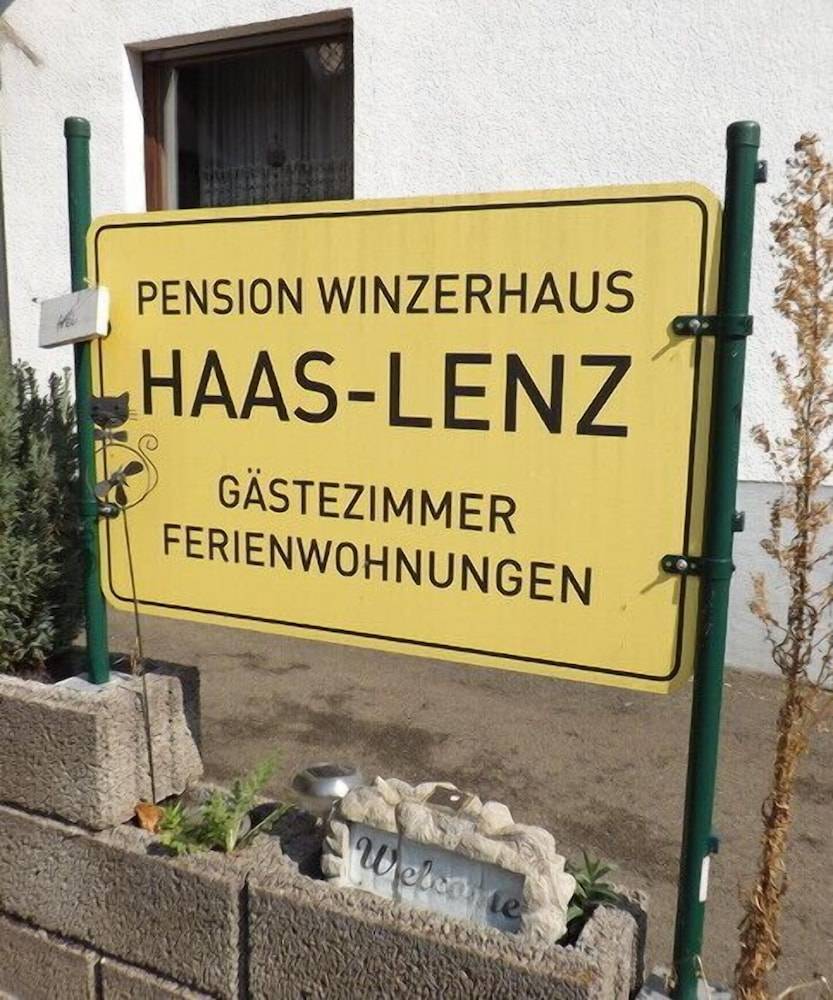 PENSION WINZERHAUS
HAAS-LENZ
GÄSTEZIMMER
FERIENWOHNUNGEN
Welcome